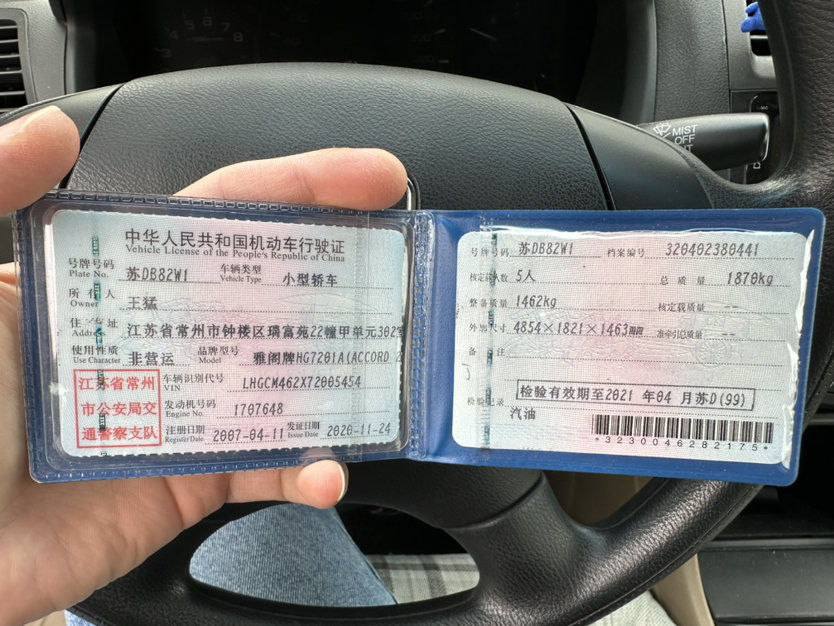 MIST
OFF
中华人民共和国机动车行驶证
Vehicle License of the People's Republic of China
号牌号码 苏DB82W1 车辆类型 小型轿车
Plate No. Vehicle Type
所有人 王猛
Owner
住址 江苏省常州市钟楼区瑞富苑22幢甲单元302
Address
使用性质 非营运 品牌型号 雅阁牌HG7201A(ACCORD 2
Use Character Model
江苏省常州
市公安局交
通警察支队
车辆识别代号 LHGCM462X72005454
VIN
发动机号码 1707648
Engine No.
注册日期 2007-04-11 发证日期 2020-11-24
Register Date Issue Date
号牌号码 苏DB82W1 档案编号 320402380441
核定载人数 5人 总质量 1870kg
整备质量 1462kg 核定载质量 --
外廓尺寸 4854×1821×1463mm 准牵引总质量 --
备注
检验记录 检验有效期至2021年04月苏D(99)
汽油
*3230046282175*